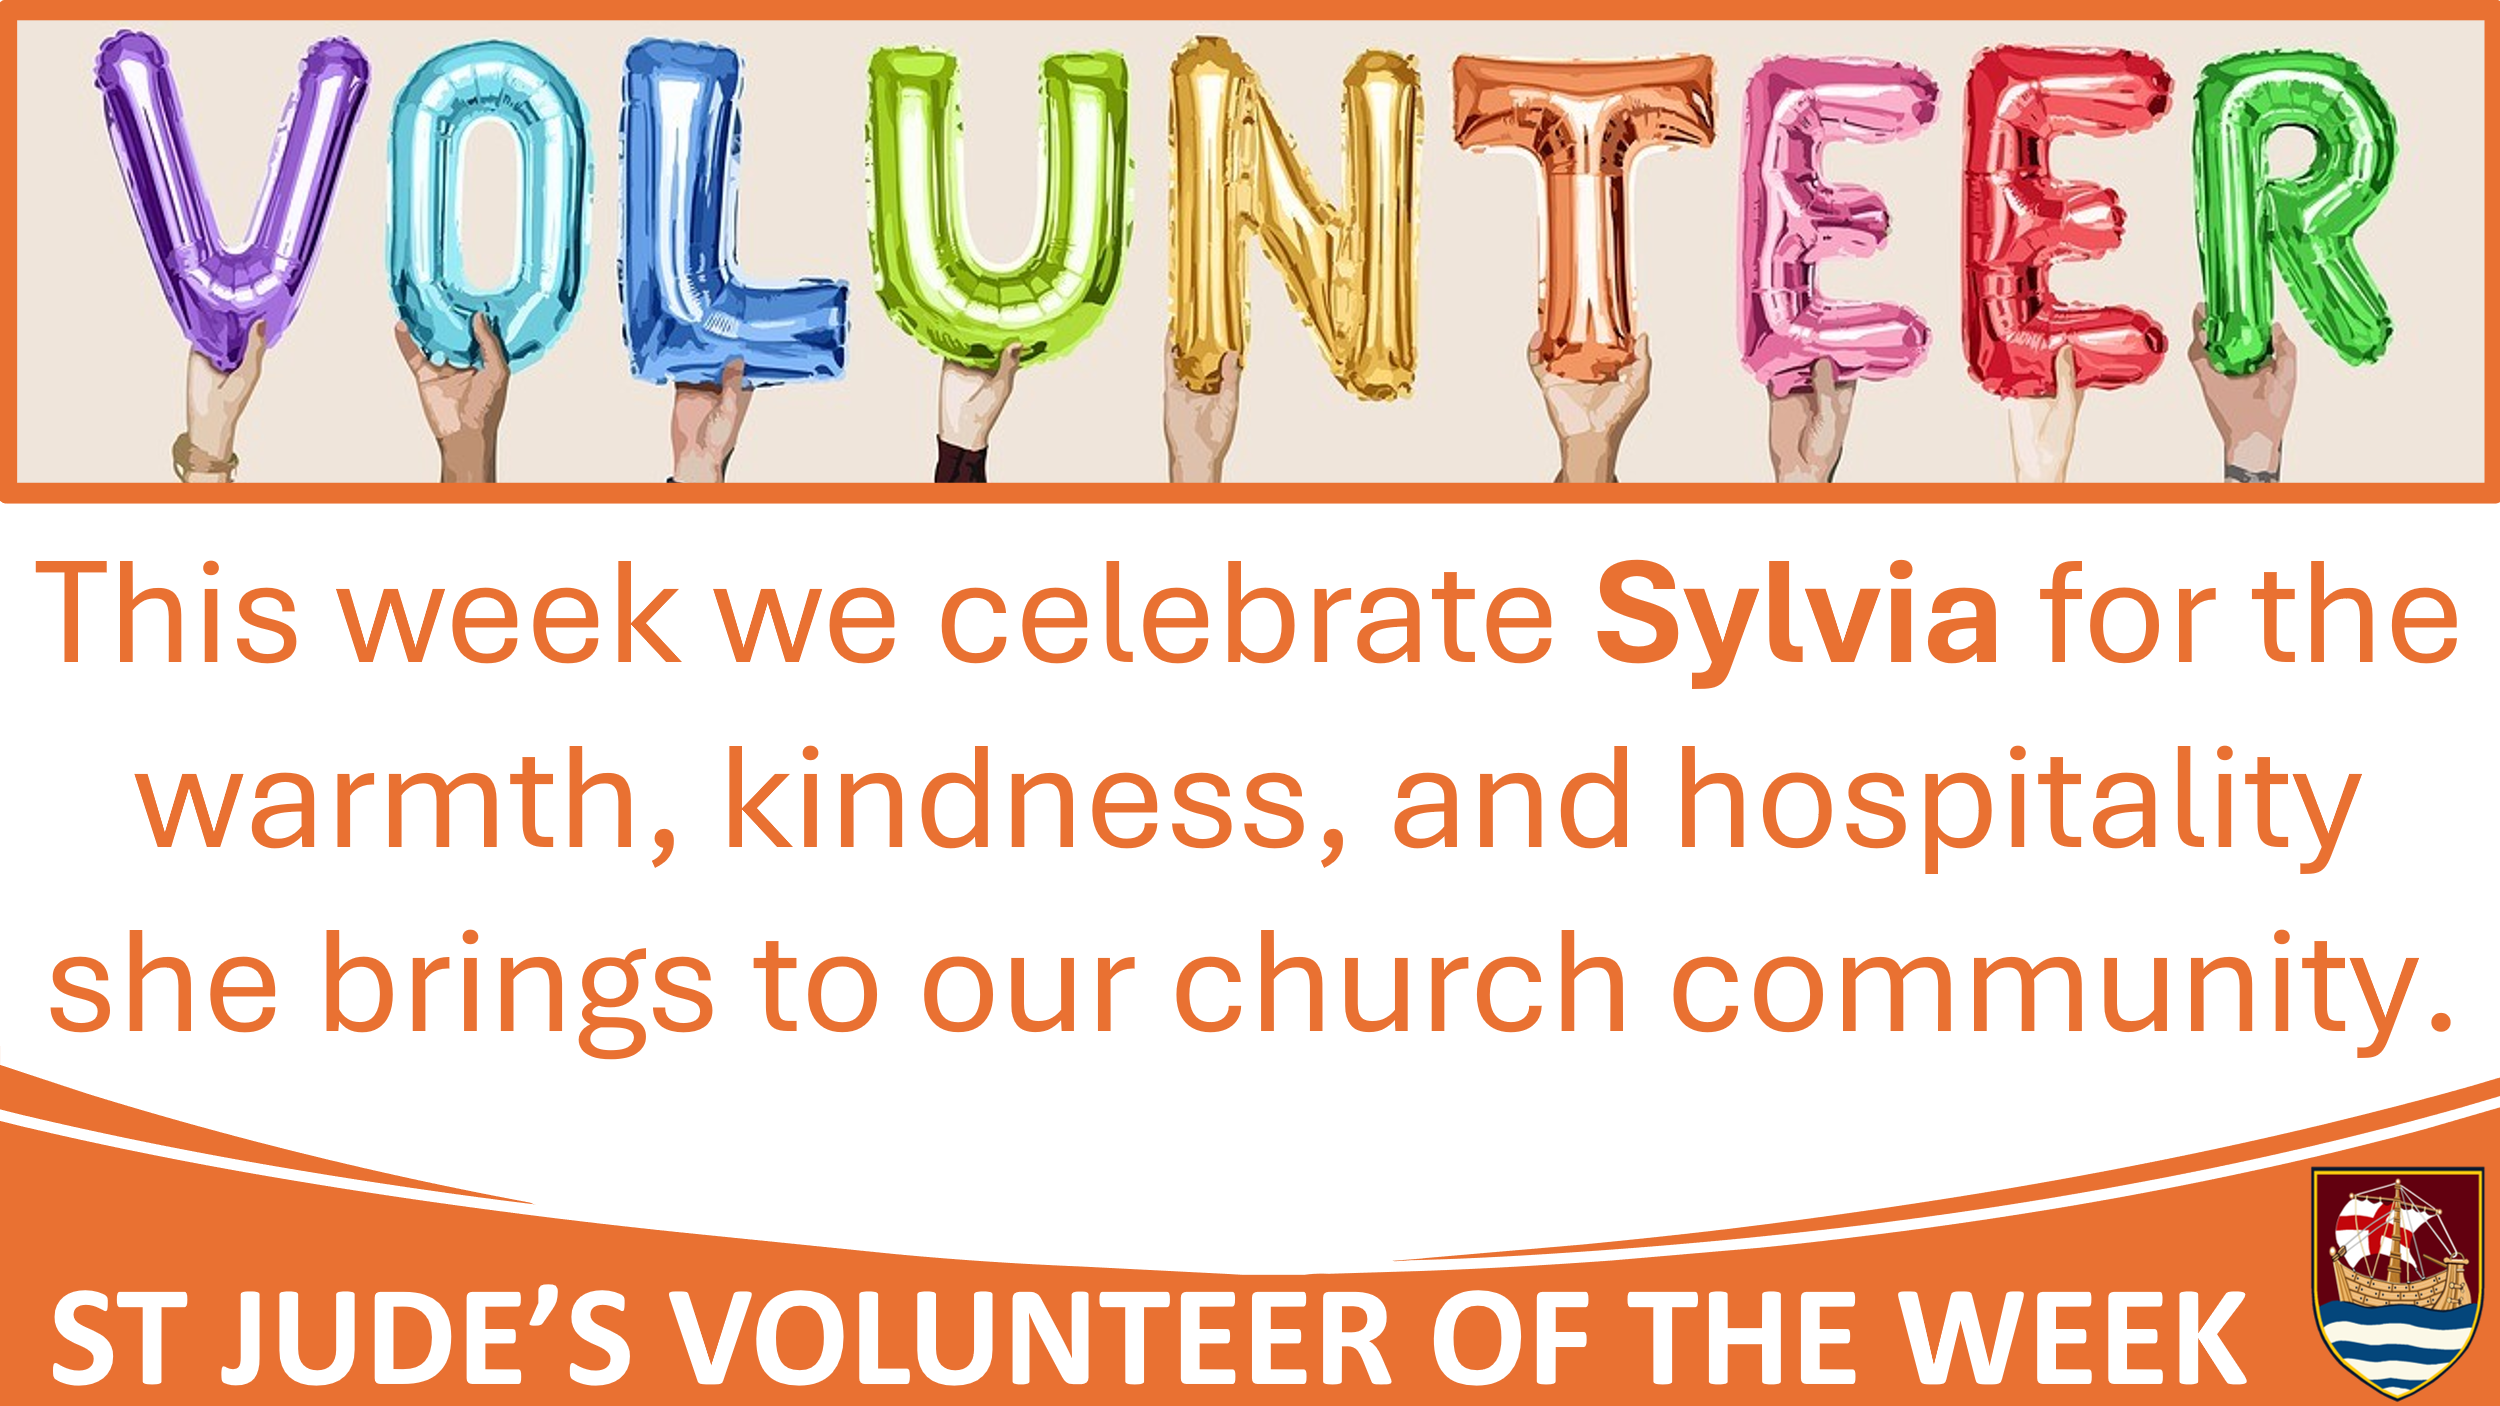 VOLUNTEER
This week we celebrate Sylvia for the
warmth, kindness, and hospitality
she brings to our church community.
ST JUDE’S VOLUNTEER OF THE WEEK